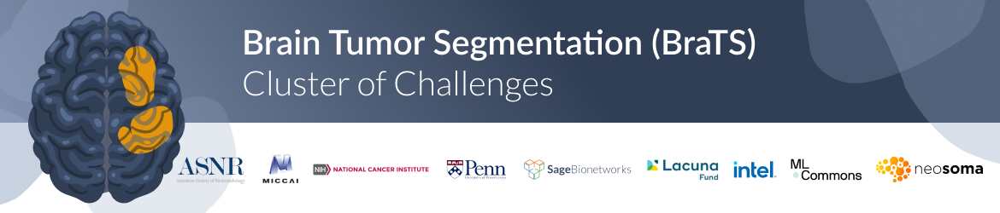 Brain Tumor Segmentation (BraTS)
Cluster of Challenges
ASNR
American Society of Neuroradiology
MICCAI
NIH NATIONAL CANCER INSTITUTE
Penn
UNIVERSITY OF PENNSYLVANIA
SageBionetworks
Lacuna
Fund
intel.
ML
Commons
neosoma